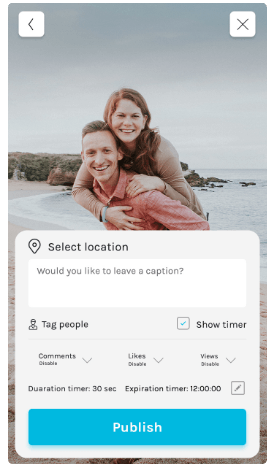 Select location
Would you like to leave a caption?
Tag people
Show timer
Comments Likes Views
Disable Disable Disable
Duaration timer: 30 sec Expiration timer: 12:00:00
Publish